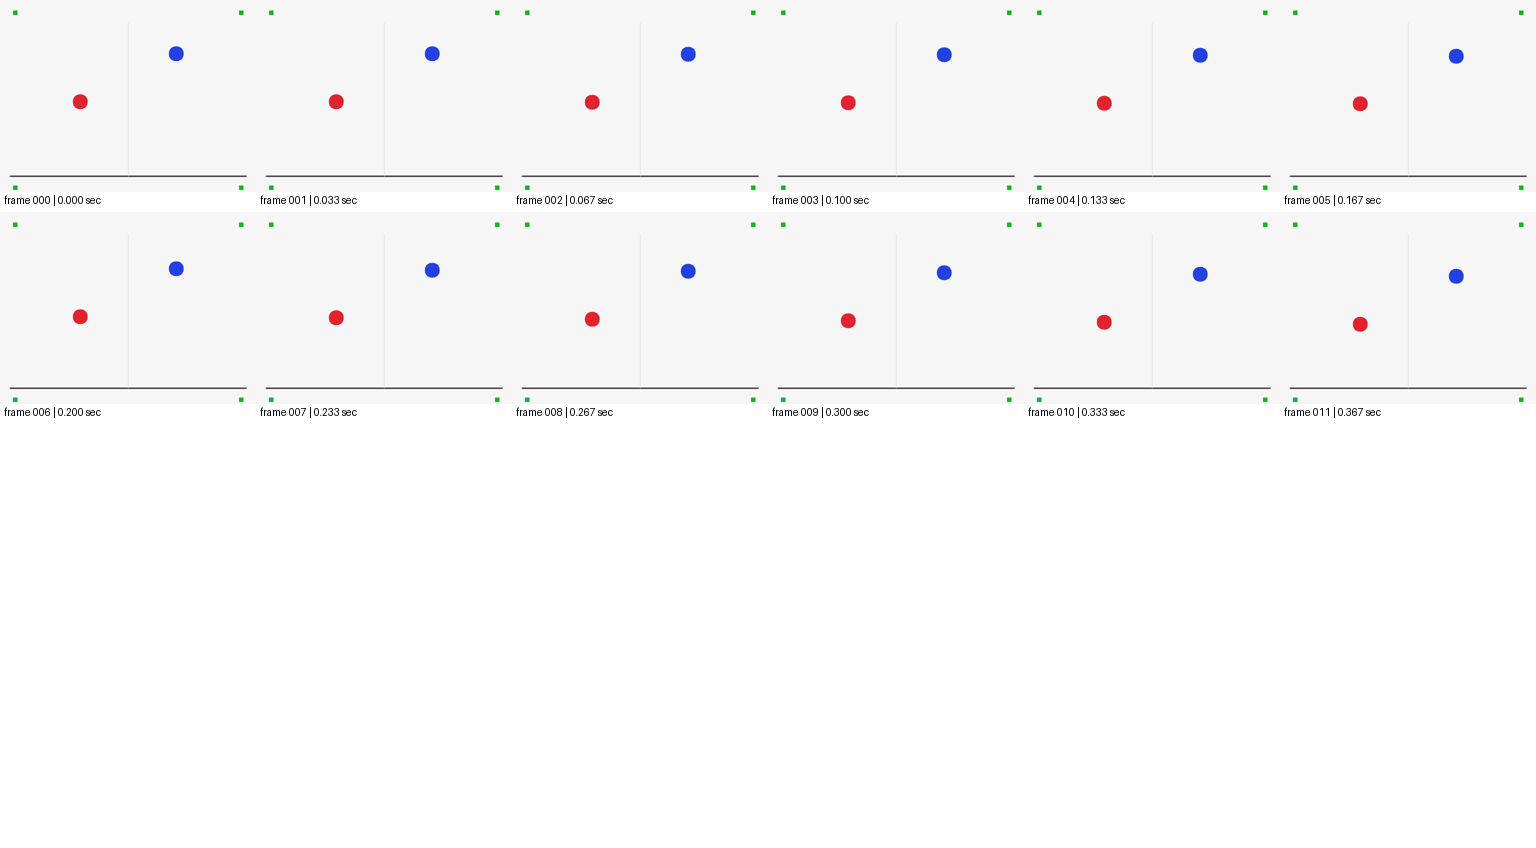 frame 000 | 0.000 sec
frame 001 | 0.033 sec
frame 002 | 0.067 sec
frame 003 | 0.100 sec
frame 004 | 0.133 sec
frame 005 | 0.167 sec
frame 006 | 0.200 sec
frame 007 | 0.233 sec
frame 008 | 0.267 sec
frame 009 | 0.300 sec
frame 010 | 0.333 sec
frame 011 | 0.367 sec